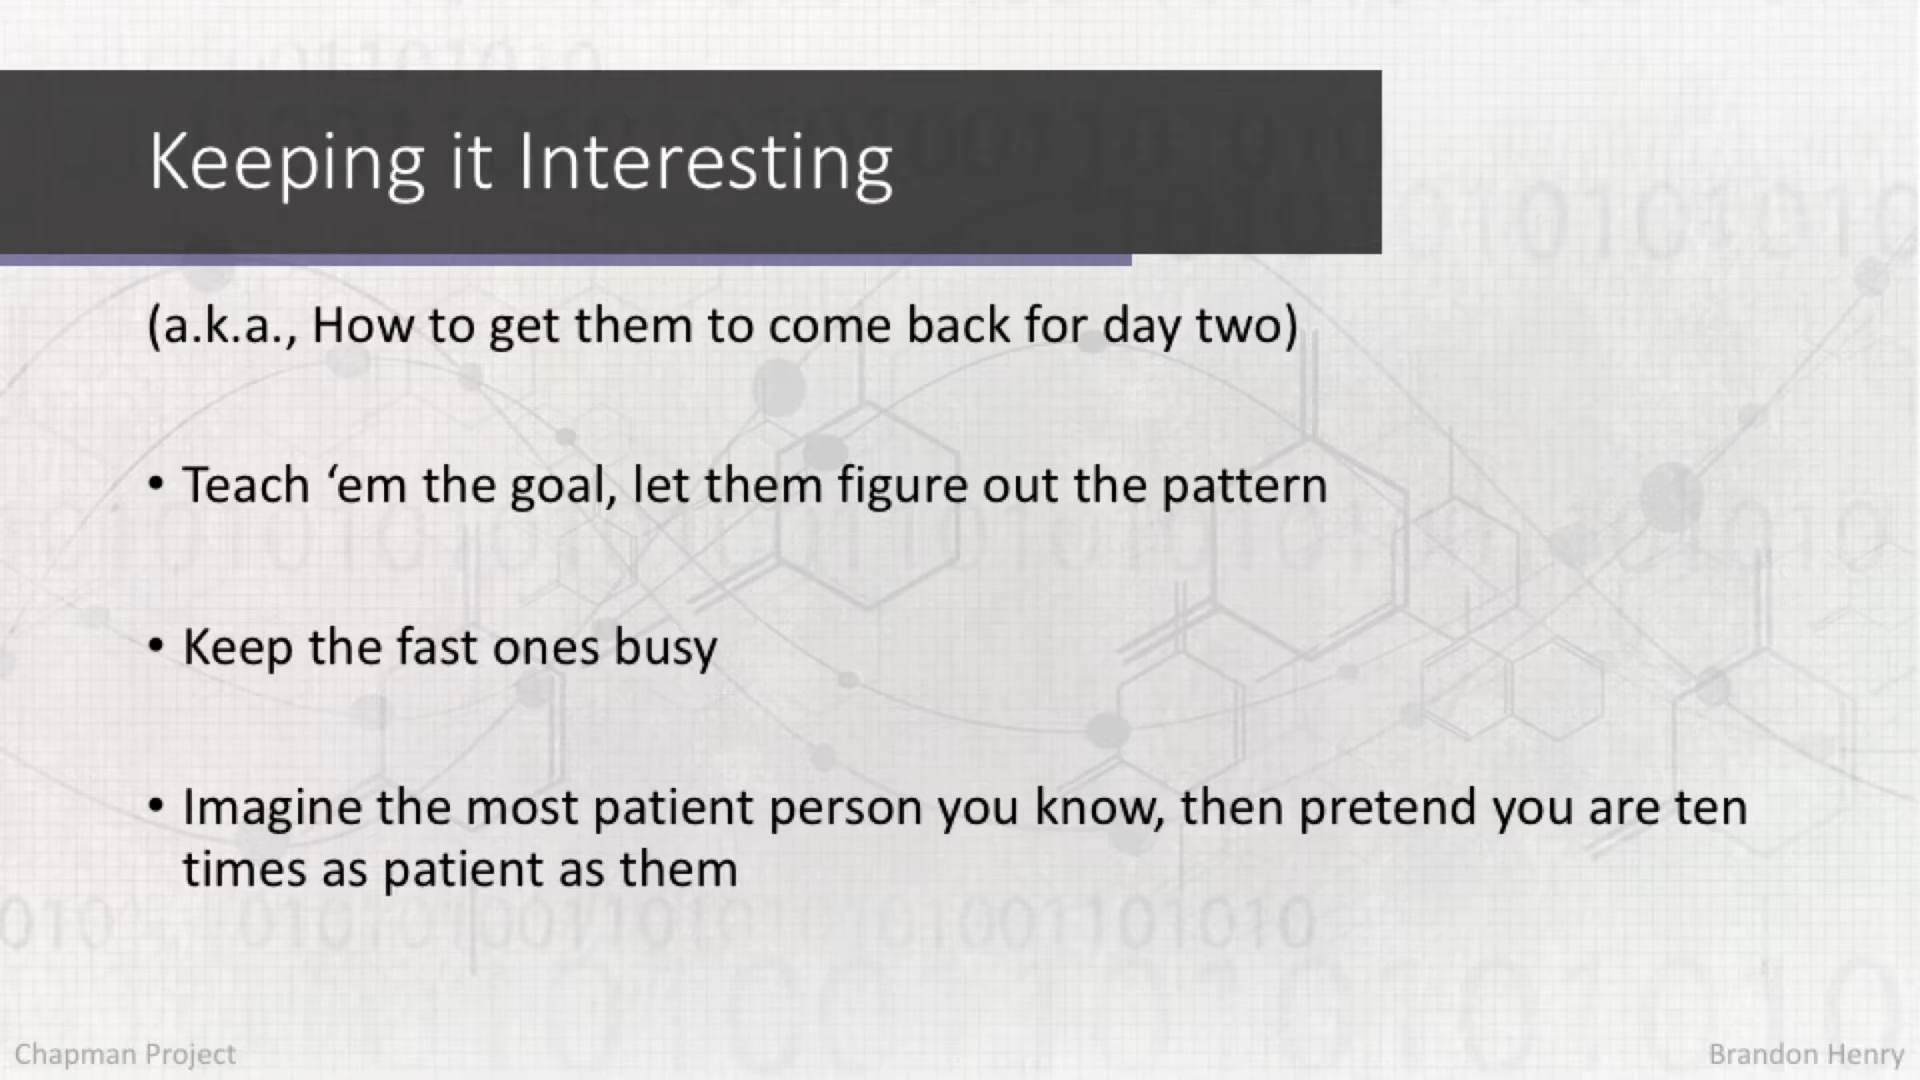 Keeping it Interesting
(a.k.a., How to get them to come back for day two)
• Teach ‘em the goal, let them figure out the pattern
• Keep the fast ones busy
• Imagine the most patient person you know, then pretend you are ten
times as patient as them
Chapman Project
Brandon Henry